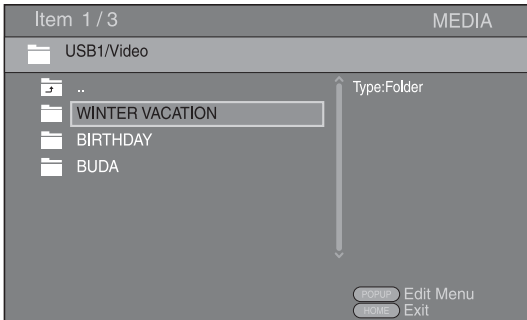 Item 1/3 MEDIA
USB1/Video
..
Type:Folder
WINTER VACATION
BIRTHDAY
BUDA
POPUP Edit Menu
HOME Exit